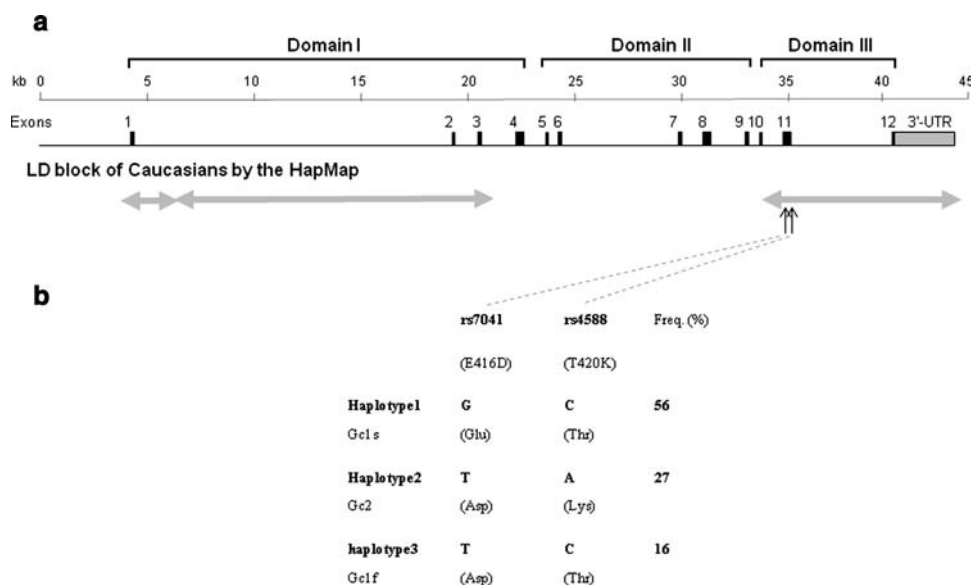 a
Domain I Domain II Domain III
kb 0 5 10 15 20 25 30 35 40 45
Exons 1 2 3 4 5 6 7 8 9 10 11 12 3'-UTR
LD block of Caucasians by the HapMap
b
rs7041 rs4588 Freq. (%)
(E416D) (T420K)
Haplotype1 G C 56
Gc1s (Glu) (Thr)
Haplotype2 T A 27
Gc2 (Asp) (Lys)
haplotype3 T C 16
Gc1f (Asp) (Thr)